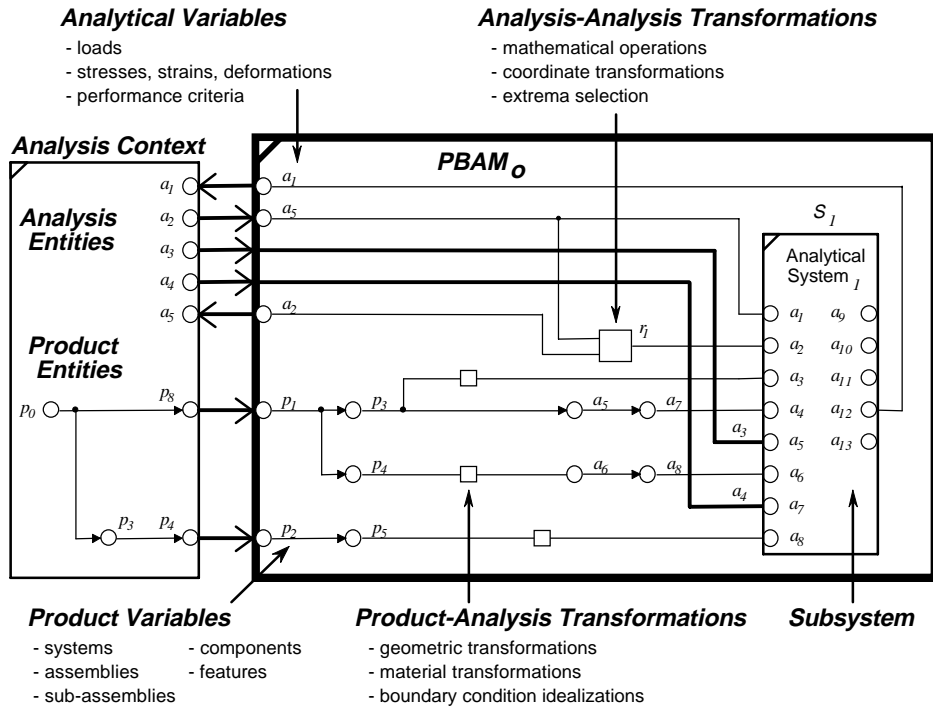 Analytical Variables
- loads
- stresses, strains, deformations
- performance criteria
Analysis-Analysis Transformations
- mathematical operations
- coordinate transformations
- extrema selection
Analysis Context
Analysis
Entities
a1
a2
a3
a4
a5
Product
Entities
p0
p8
p3
p4
PBAM o
a1
a5
a2
r1
p1
p3
a5
a7
p4
a6
a8
p2
p5
a3
a4
S1
Analytical
System 1
a1
a9
a2
a10
a3
a11
a4
a12
a5
a13
a6
a7
a8
Product Variables
- systems
- components
- assemblies
- features
- sub-assemblies
Product-Analysis Transformations
- geometric transformations
- material transformations
- boundary condition idealizations
Subsystem